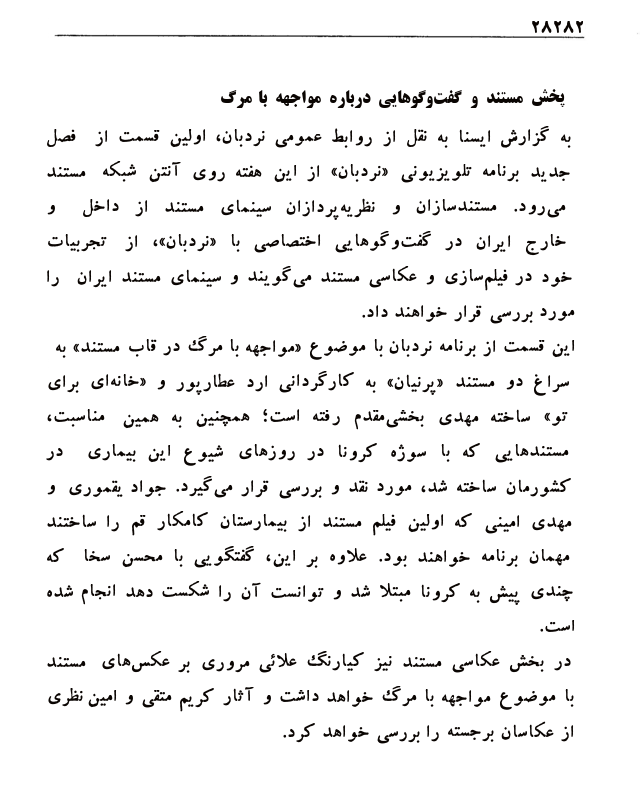 ۲۸۲۸۲
پخش مستند و گفت‌وگوهایی درباره مواجهه با مرگ
به گزارش ایسنا به نقل از روابط عمومی نردبان، اولین قسمت از فصل
جدید برنامه تلویزیونی «نردبان» از این هفته روی آنتن شبکه مستند
می‌رود. مستندسازان و نظریه‌پردازان سینمای مستند از داخل و
خارج ایران در گفت‌وگوهایی اختصاصی با «نردبان»، از تجربیات
خود در فیلم‌سازی و عکاسی مستند می‌گویند و سینمای مستند ایران را
مورد بررسی قرار خواهند داد.
این قسمت از برنامه نردبان با موضوع «مواجهه با مرگ در قاب مستند» به
سراغ دو مستند «پرنیان» به کارگردانی ارد عطارپور و «خانه‌ای برای
تو» ساخته مهدی بخشی‌مقدم رفته است؛ همچنین به همین مناسبت،
مستندهایی که با سوژه کرونا در روزهای شیوع این بیماری در
کشورمان ساخته شد، مورد نقد و بررسی قرار می‌گیرد. جواد یقموری و
مهدی امینی که اولین فیلم مستند از بیمارستان کامکار قم را ساختند
مهمان برنامه خواهند بود. علاوه بر این، گفتگویی با محسن سخا که
چندی پیش به کرونا مبتلا شد و توانست آن را شکست دهد انجام شده
است.
در بخش عکاسی مستند نیز کیارنگ علائی مروری بر عکس‌های مستند
با موضوع مواجهه با مرگ خواهد داشت و آثار کریم متقی و امین نظری
از عکاسان برجسته را بررسی خواهد کرد.